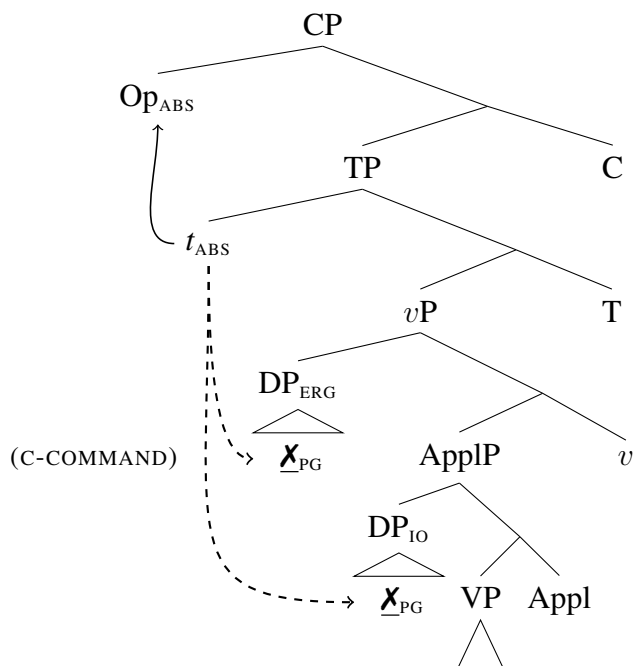 CP
Op_ABS
TP C
t_ABS
vP T
DP_ERG
(C-COMMAND) ✗_PG ApplP v
DP_IO
✗_PG VP Appl